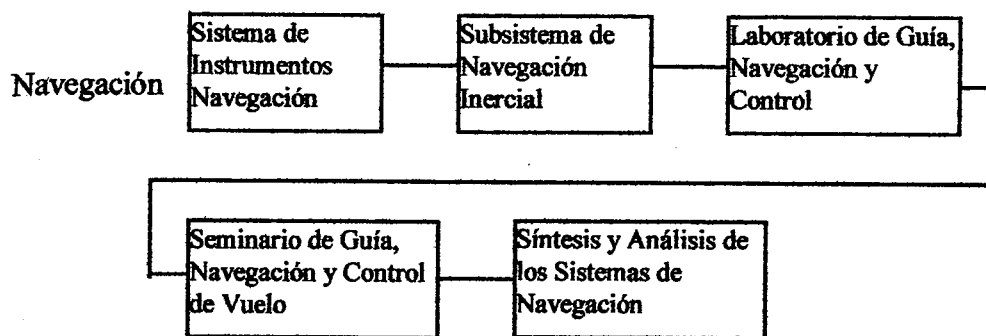 Navegación
Sistema de
Instrumentos
Navegación
Subsistema de
Navegación
Inercial
Laboratorio de Guía,
Navegación y
Control
Seminario de Guía,
Navegación y Control
de Vuelo
Síntesis y Análisis de
los Sistemas de
Navegación